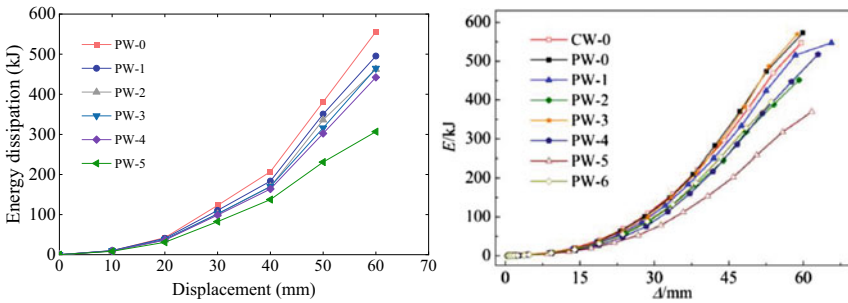 600
500
400
300
200
100
0
0 10 20 30 40 50 60 70
Energy dissipation (kJ)
Displacement (mm)
PW-0
PW-1
PW-2
PW-3
PW-4
PW-5
600
500
400
300
200
100
0
0 15 30 45 60
E/kJ
Δ/mm
CW-0
PW-0
PW-1
PW-2
PW-3
PW-4
PW-5
PW-6